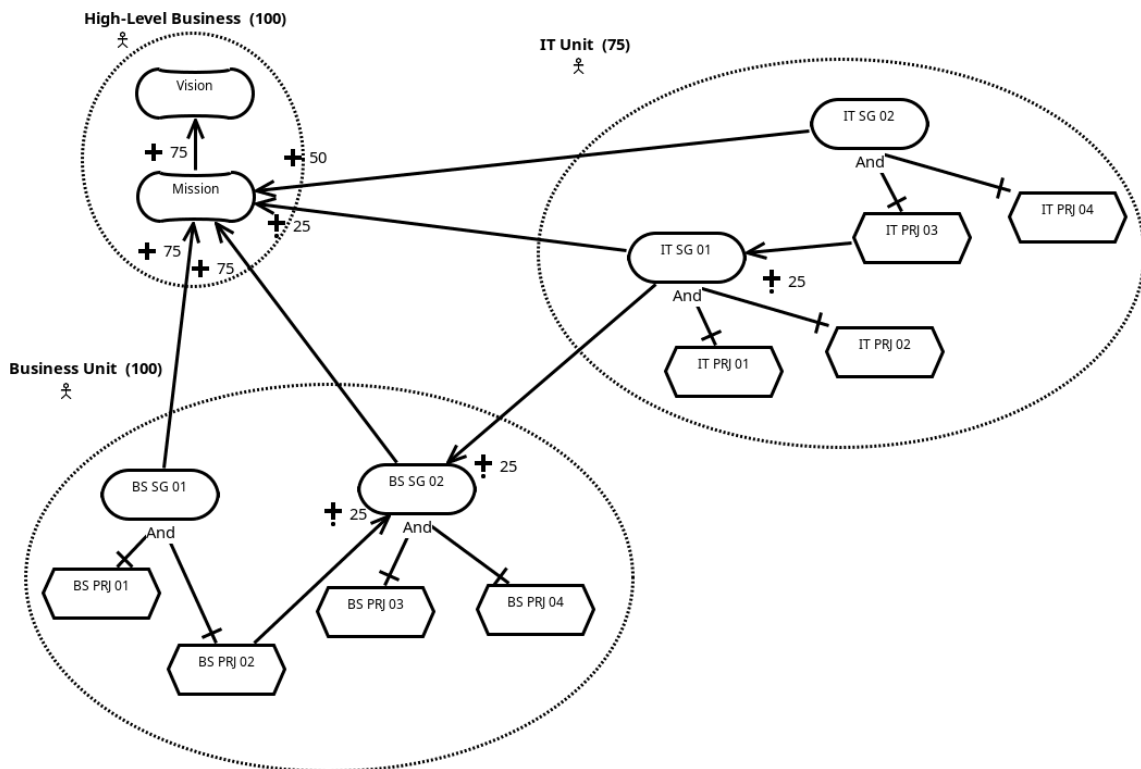 High-Level Business (100)
Vision
75
50
Mission
25
75
75
IT Unit (75)
IT SG 02
And
IT PRJ 04
IT PRJ 03
IT SG 01
25
And
IT PRJ 02
IT PRJ 01
Business Unit (100)
BS SG 01
And
BS PRJ 01
BS PRJ 02
BS SG 02
25
25
And
BS PRJ 03
BS PRJ 04